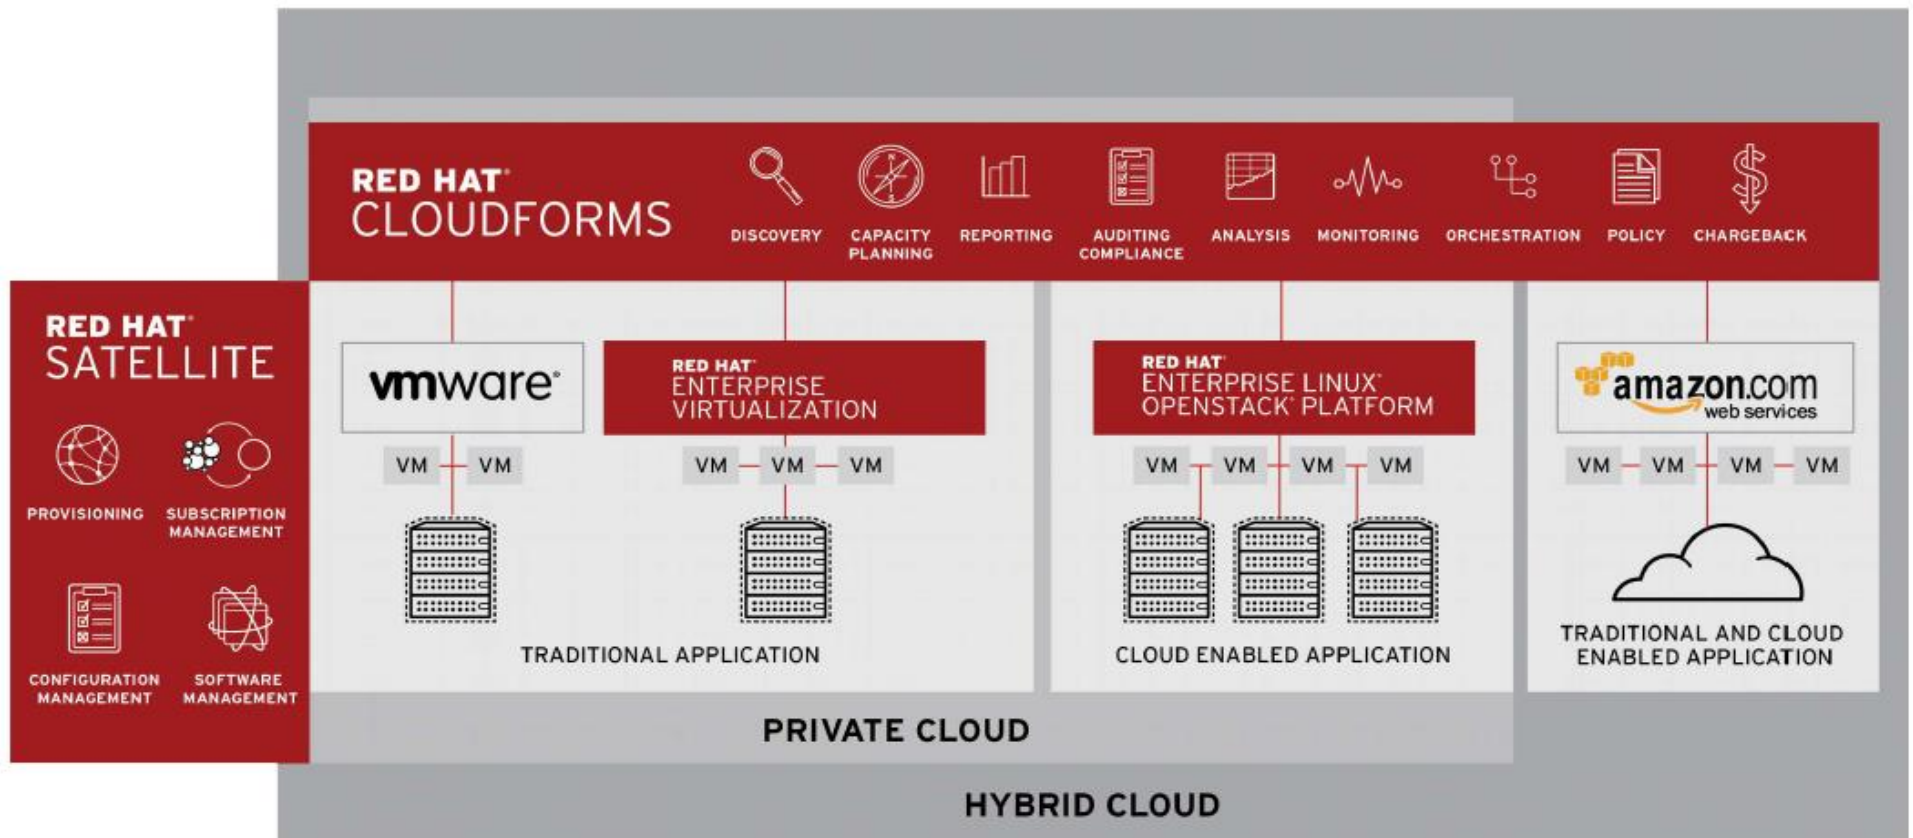 RED HAT®
CLOUDFORMS
DISCOVERY
CAPACITY
PLANNING
REPORTING
AUDITING
COMPLIANCE
ANALYSIS
MONITORING
ORCHESTRATION
POLICY
CHARGEBACK
RED HAT®
SATELLITE
PROVISIONING
SUBSCRIPTION
MANAGEMENT
CONFIGURATION
MANAGEMENT
SOFTWARE
MANAGEMENT
vmware®
VM VM
RED HAT®
ENTERPRISE
VIRTUALIZATION
VM VM VM
TRADITIONAL APPLICATION
RED HAT®
ENTERPRISE LINUX®
OPENSTACK® PLATFORM
VM VM VM VM
CLOUD ENABLED APPLICATION
amazon.com
web services
VM VM VM VM
TRADITIONAL AND CLOUD
ENABLED APPLICATION
PRIVATE CLOUD
HYBRID CLOUD